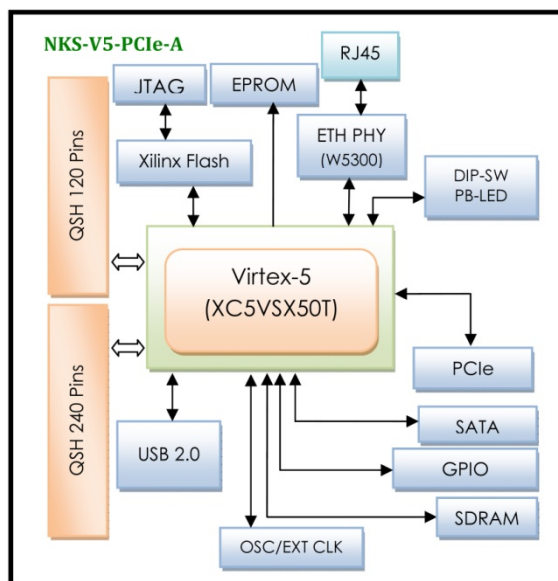 NKS-V5-PCIe-A
RJ45
JTAG
EPROM
ETH PHY
(W5300)
Xilinx Flash
DIP-SW
PB-LED
QSH 120 Pins
Virtex-5
(XC5VSX50T)
PCIe
QSH 240 Pins
SATA
USB 2.0
GPIO
SDRAM
OSC/EXT CLK